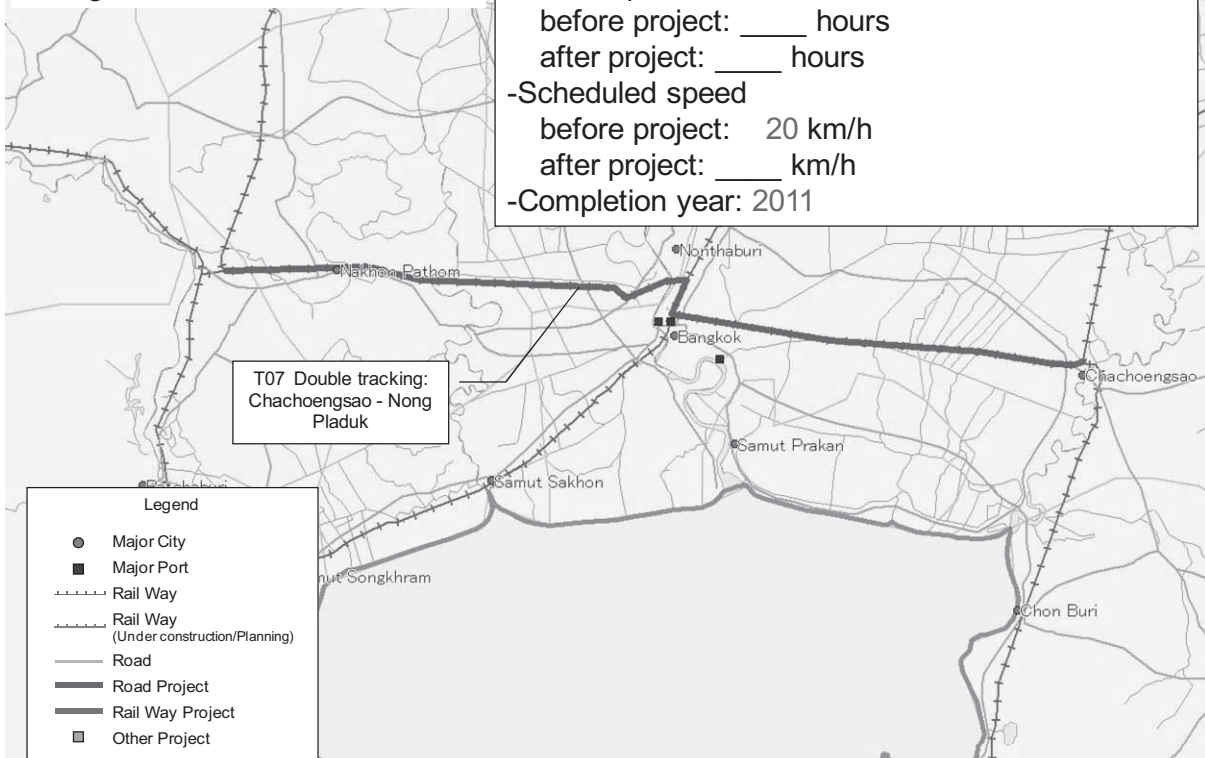 before project: ____ hours
after project: ____ hours
-Scheduled speed
before project: 20 km/h
after project: ____ km/h
-Completion year: 2011
Nonthaburi
Nakhon Pathom
Bangkok
Chachoengsao
T07 Double tracking:
Chachoengsao - Nong
Pladuk
Samut Prakan
Samut Sakhon
Ratchaburi
Legend
Major City
Major Port
Rail Way
Rail Way
(Under construction/Planning)
Road
Road Project
Rail Way Project
Other Project
mut Songkhram
Chon Buri